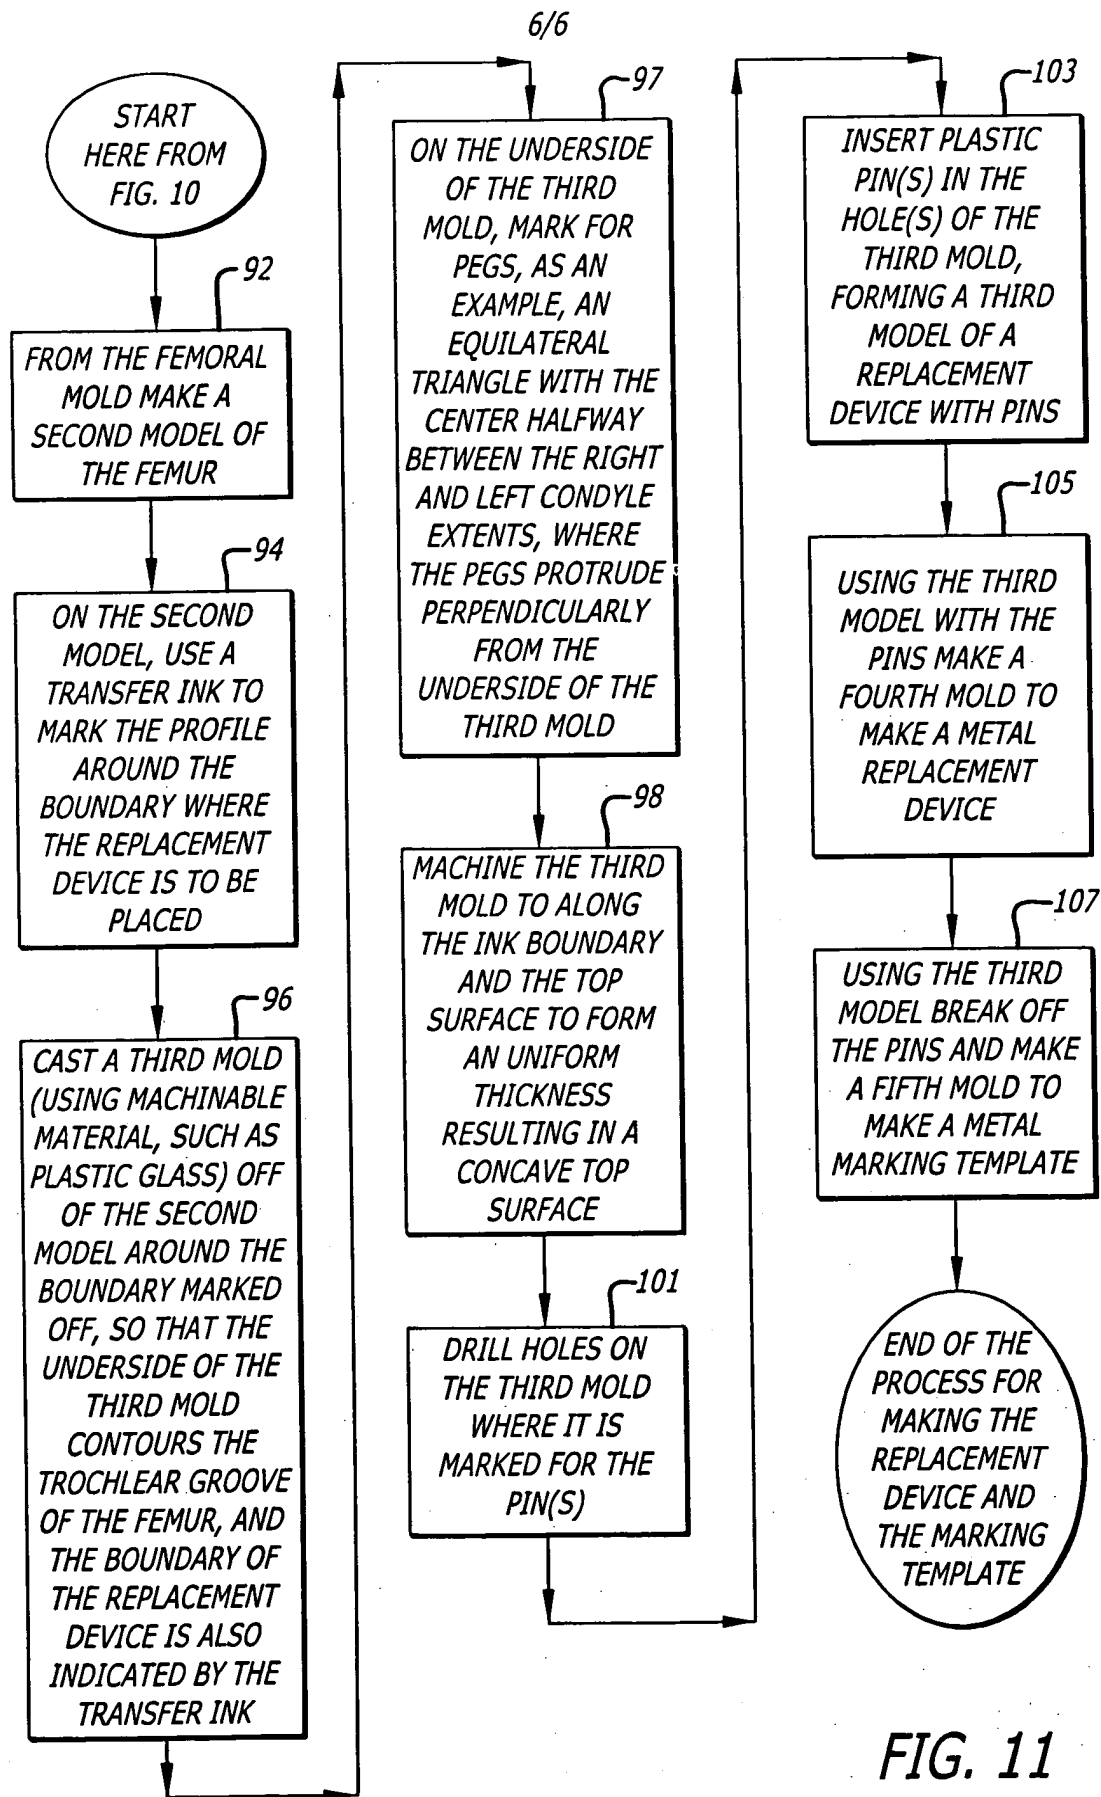 6/6
START
HERE FROM
FIG. 10
92
FROM THE FEMORAL
MOLD MAKE A
SECOND MODEL OF
THE FEMUR
94
ON THE SECOND
MODEL, USE A
TRANSFER INK TO
MARK THE PROFILE
AROUND THE
BOUNDARY WHERE
THE REPLACEMENT
DEVICE IS TO BE
PLACED
96
CAST A THIRD MOLD
(USING MACHINABLE
MATERIAL, SUCH AS
PLASTIC GLASS) OFF
OF THE SECOND
MODEL AROUND THE
BOUNDARY MARKED
OFF, SO THAT THE
UNDERSIDE OF THE
THIRD MOLD
CONTOURS THE
TROCHLEAR GROOVE
OF THE FEMUR, AND
THE BOUNDARY OF
THE REPLACEMENT
DEVICE IS ALSO
INDICATED BY THE
TRANSFER INK
97
ON THE UNDERSIDE
OF THE THIRD
MOLD, MARK FOR
PEGS, AS AN
EXAMPLE, AN
EQUILATERAL
TRIANGLE WITH THE
CENTER HALFWAY
BETWEEN THE RIGHT
AND LEFT CONDYLE
EXTENTS, WHERE
THE PEGS PROTRUDE
PERPENDICULARLY
FROM THE
UNDERSIDE OF THE
THIRD MOLD
98
MACHINE THE THIRD
MOLD TO ALONG
THE INK BOUNDARY
AND THE TOP
SURFACE TO FORM
AN UNIFORM
THICKNESS
RESULTING IN A
CONCAVE TOP
SURFACE
101
DRILL HOLES ON
THE THIRD MOLD
WHERE IT IS
MARKED FOR THE
PIN(S)
103
INSERT PLASTIC
PIN(S) IN THE
HOLE(S) OF THE
THIRD MOLD,
FORMING A THIRD
MODEL OF A
REPLACEMENT
DEVICE WITH PINS
105
USING THE THIRD
MODEL WITH THE
PINS MAKE A
FOURTH MOLD TO
MAKE A METAL
REPLACEMENT
DEVICE
107
USING THE THIRD
MODEL BREAK OFF
THE PINS AND MAKE
A FIFTH MOLD TO
MAKE A METAL
MARKING TEMPLATE
END OF THE
PROCESS FOR
MAKING THE
REPLACEMENT
DEVICE AND
THE MARKING
TEMPLATE
FIG. 11